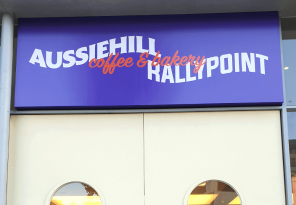 AUSSIEHILL
coffee & bakery
RALLYPOINT